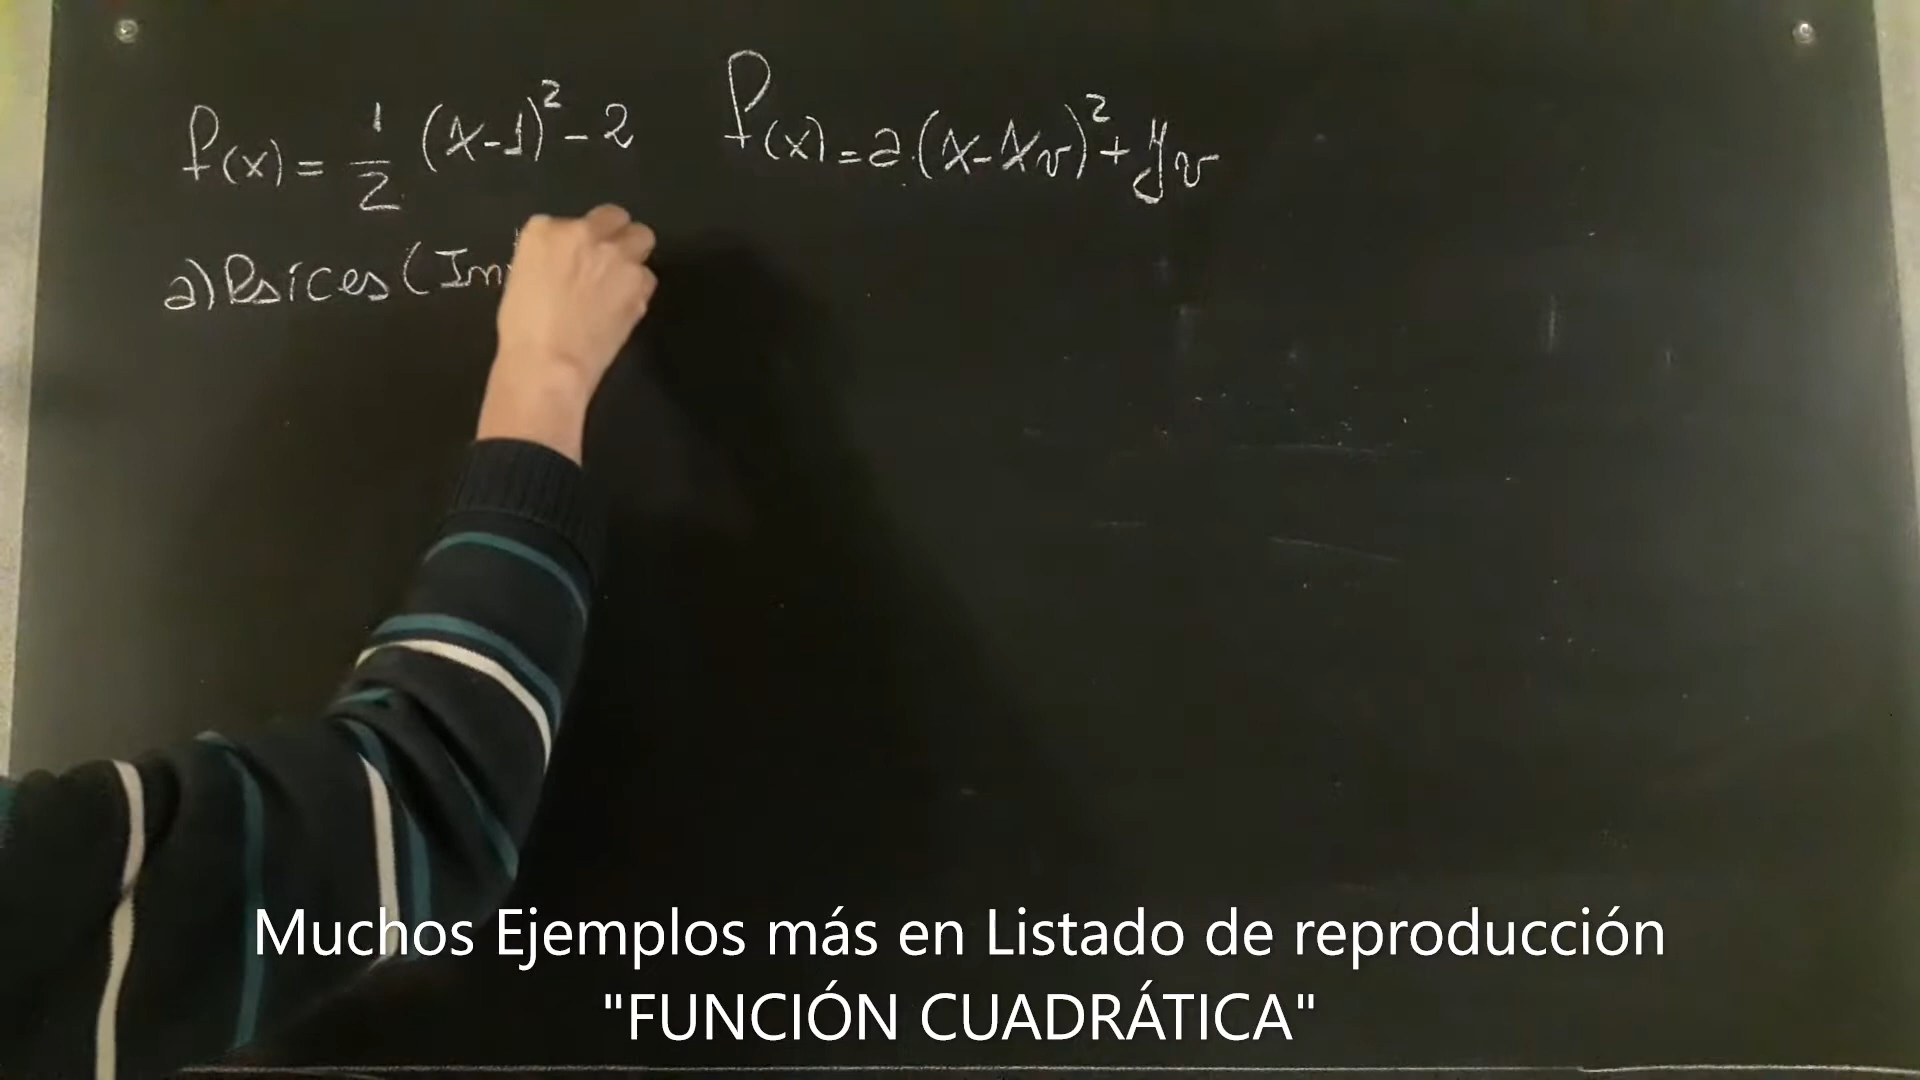 f(x) = 1/2 (x-1)² - 2
f(x) = a.(x-xv)² + yv
a) Raíces (In
Muchos Ejemplos más en Listado de reproducción
"FUNCIÓN CUADRÁTICA"